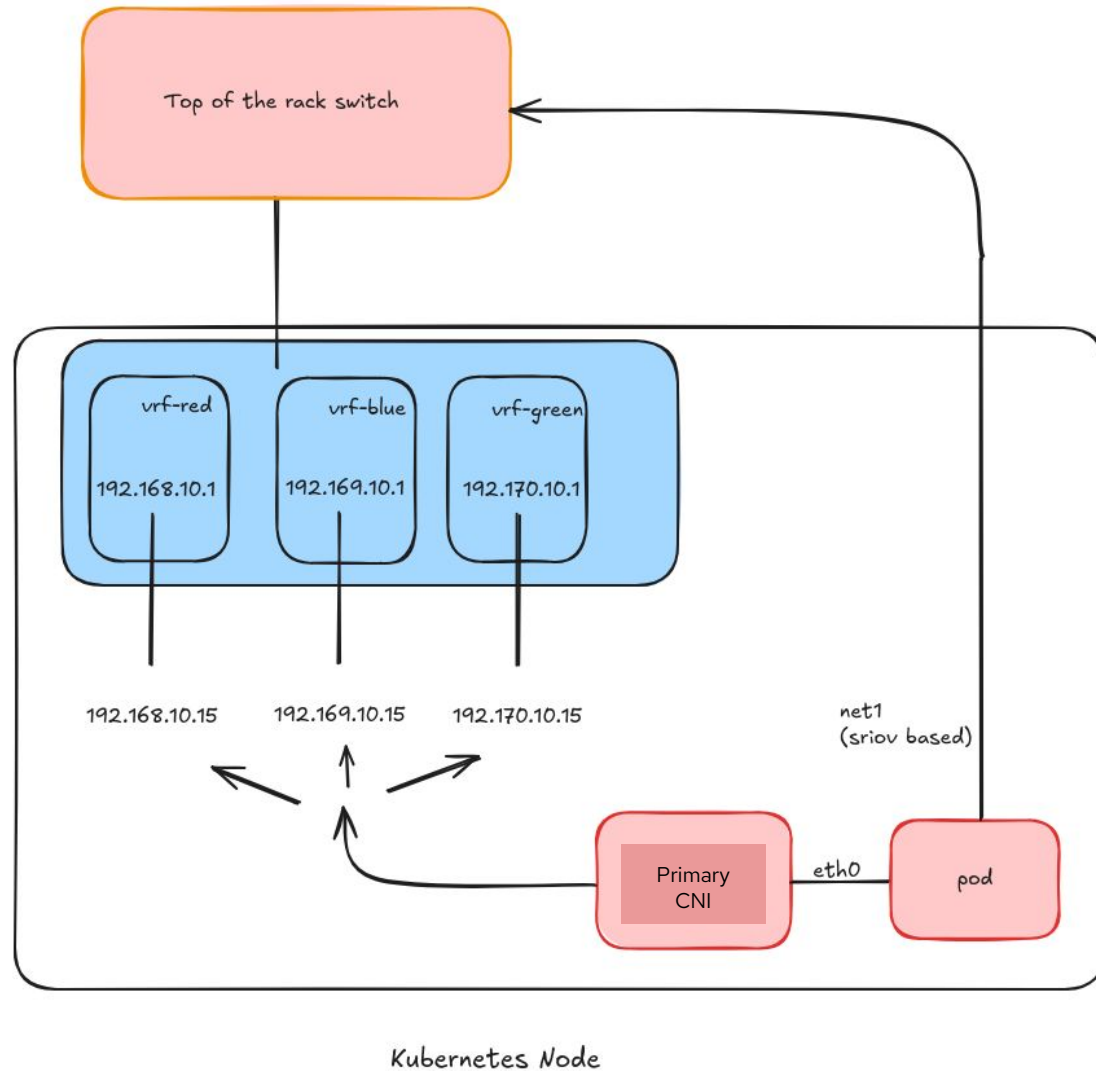 Top of the rack switch
vrf-red
vrf-blue
vrf-green
192.168.10.1
192.169.10.1
192.170.10.1
192.168.10.15
192.169.10.15
192.170.10.15
net1
(sriov based)
Primary
CNI
eth0
pod
Kubernetes Node